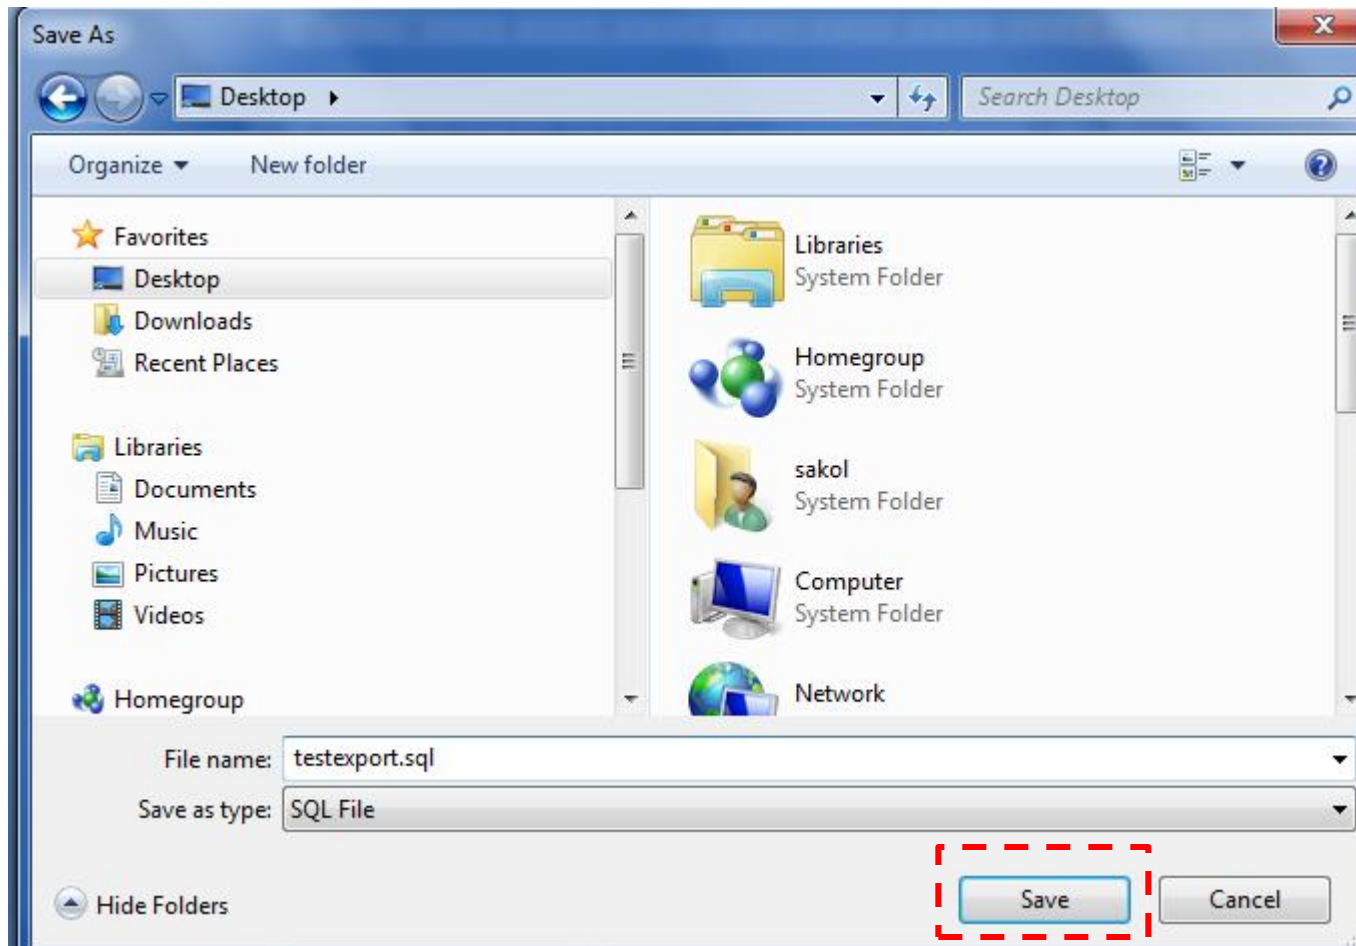 Save As
Desktop
Search Desktop
Organize
New folder
Favorites
Desktop
Downloads
Recent Places
Libraries
Documents
Music
Pictures
Videos
Homegroup
Libraries
System Folder
Homegroup
System Folder
sakol
System Folder
Computer
System Folder
Network
File name: testexport.sql
Save as type: SQL File
Hide Folders
Save
Cancel